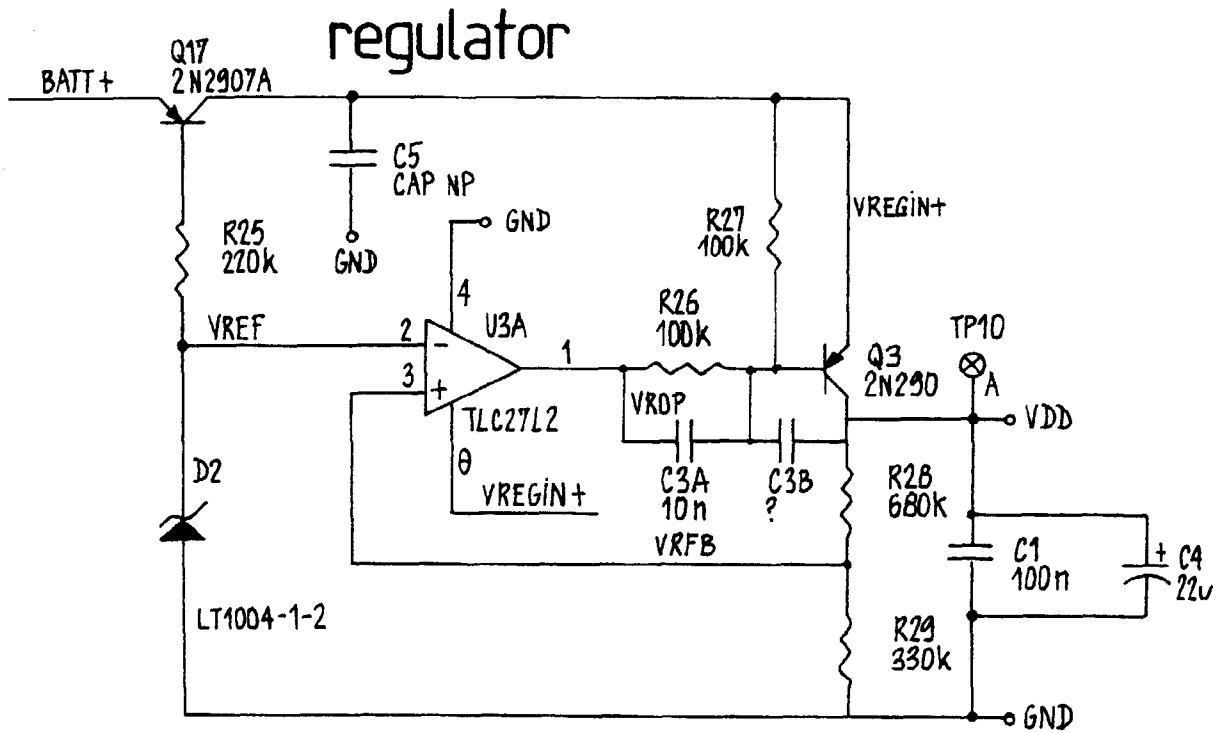 regulator
Q17
2N2907A
BATT+
C5
CAP NP
GND
GND
R25
220k
R27
100k
VREGIN+
4
VREF
2
-
U3A
R26
100k
TP10
1
3
+
Q3
2N290
A
VROP
TLC27L2
VDD
8
D2
C3A
10n
C3B
?
R28
680k
VREGIN+
VRFB
C1
100n
+
C4
22u
LT1004-1-2
R29
330k
GND